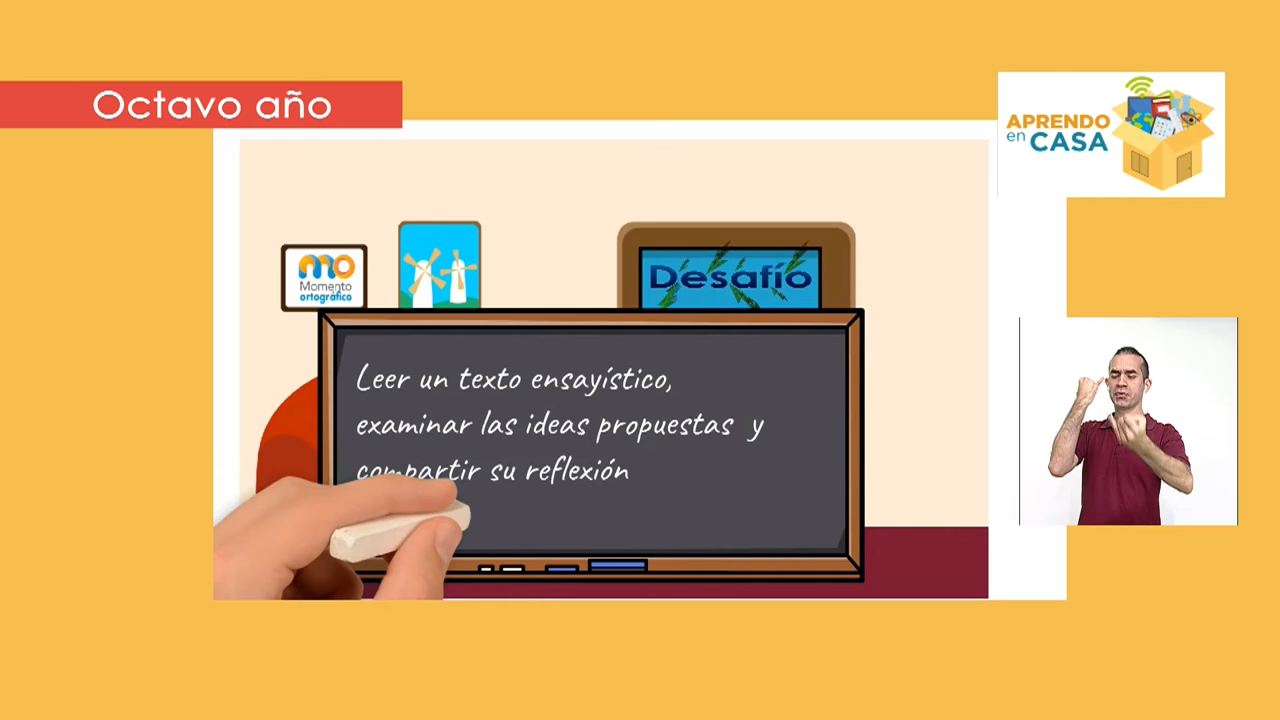 Octavo año
APRENDO
en CASA
Momento
ortográfico
Desafío
Leer un texto ensayístico,
examinar las ideas propuestas y
compartir su reflexión